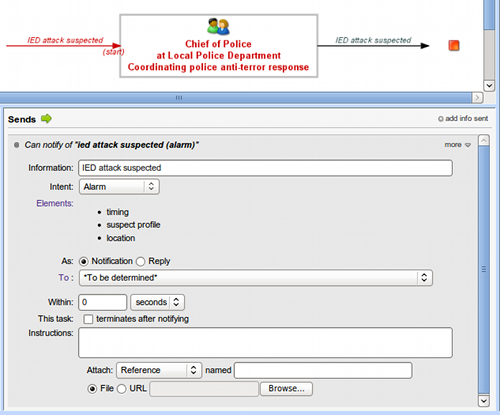 IED attack suspected
(start)
Chief of Police
at Local Police Department
Coordinating police anti-terror response
IED attack suspected
Sends
add info sent
Can notify of "ied attack suspected (alarm)"
more
Information: IED attack suspected
Intent: Alarm
Elements:
timing
suspect profile
location
As: Notification Reply
To : *To be determined*
Within: 0 seconds
This task: terminates after notifying
Instructions:
Attach: Reference named
File URL Browse...